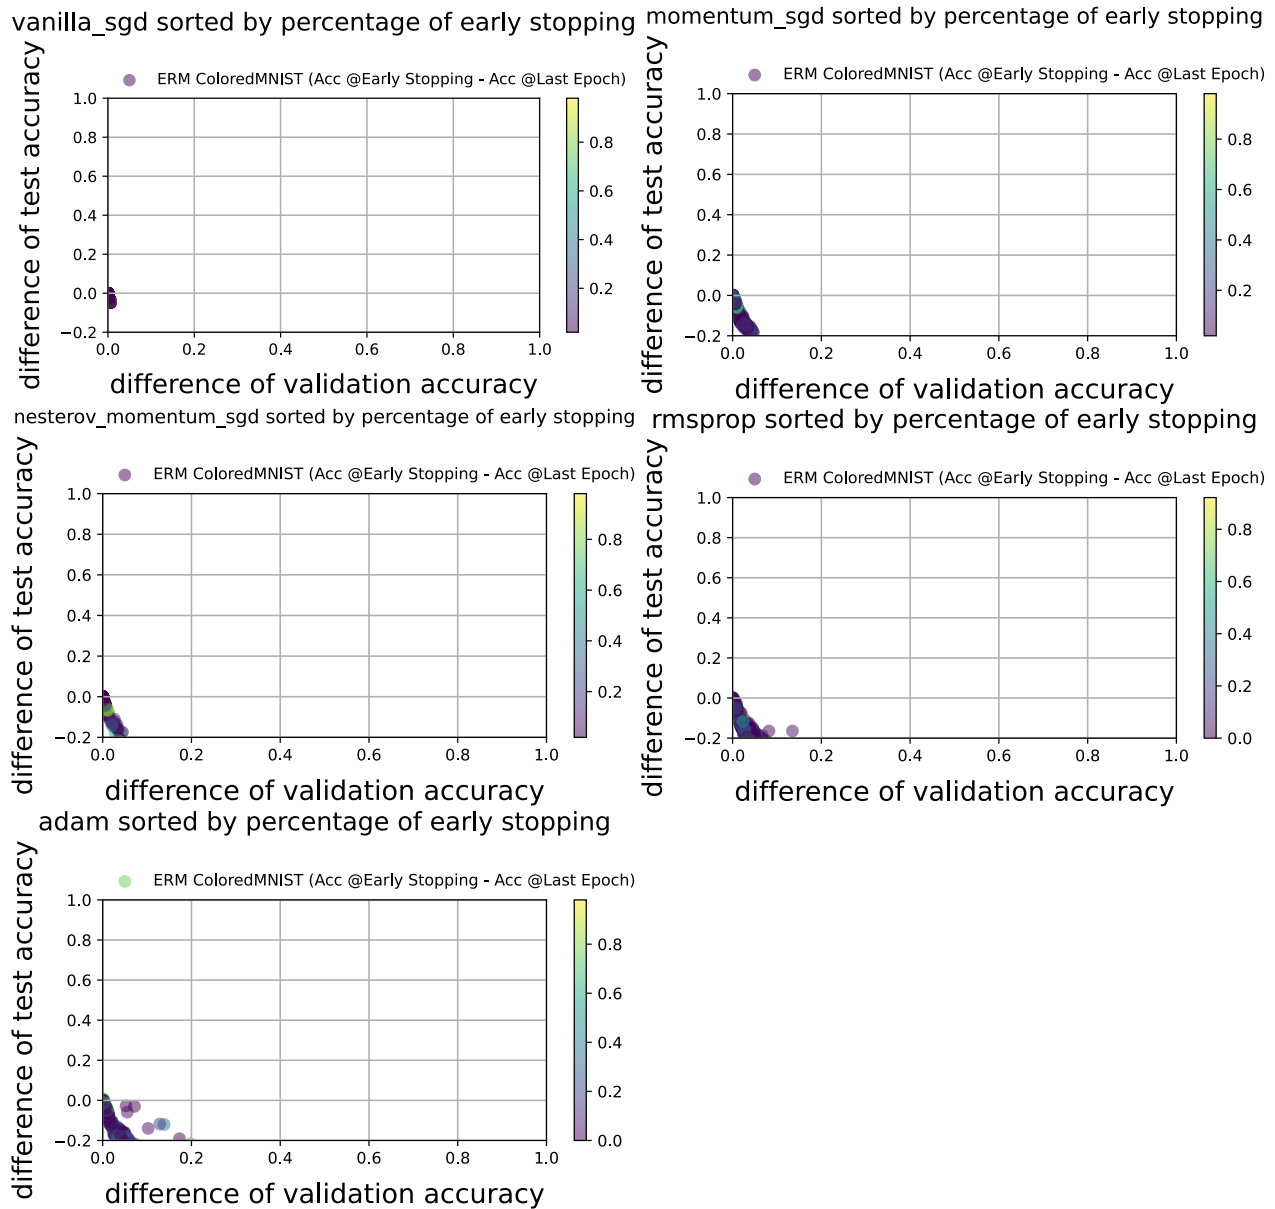 vanilla_sgd sorted by percentage of early stopping
ERM ColoredMNIST (Acc @Early Stopping - Acc @Last Epoch)
difference of test accuracy
1.0
0.8
0.6
0.4
0.2
0.0
−0.2
0.0 0.2 0.4 0.6 0.8 1.0
difference of validation accuracy
0.8
0.6
0.4
0.2
momentum_sgd sorted by percentage of early stopping
ERM ColoredMNIST (Acc @Early Stopping - Acc @Last Epoch)
difference of test accuracy
1.0
0.8
0.6
0.4
0.2
0.0
−0.2
0.0 0.2 0.4 0.6 0.8 1.0
difference of validation accuracy
0.8
0.6
0.4
0.2
nesterov_momentum_sgd sorted by percentage of early stopping
ERM ColoredMNIST (Acc @Early Stopping - Acc @Last Epoch)
difference of test accuracy
1.0
0.8
0.6
0.4
0.2
0.0
−0.2
0.0 0.2 0.4 0.6 0.8 1.0
difference of validation accuracy
0.8
0.6
0.4
0.2
rmsprop sorted by percentage of early stopping
ERM ColoredMNIST (Acc @Early Stopping - Acc @Last Epoch)
difference of test accuracy
1.0
0.8
0.6
0.4
0.2
0.0
−0.2
0.0 0.2 0.4 0.6 0.8 1.0
difference of validation accuracy
0.8
0.6
0.4
0.2
0.0
adam sorted by percentage of early stopping
ERM ColoredMNIST (Acc @Early Stopping - Acc @Last Epoch)
difference of test accuracy
1.0
0.8
0.6
0.4
0.2
0.0
−0.2
0.0 0.2 0.4 0.6 0.8 1.0
difference of validation accuracy
0.8
0.6
0.4
0.2
0.0